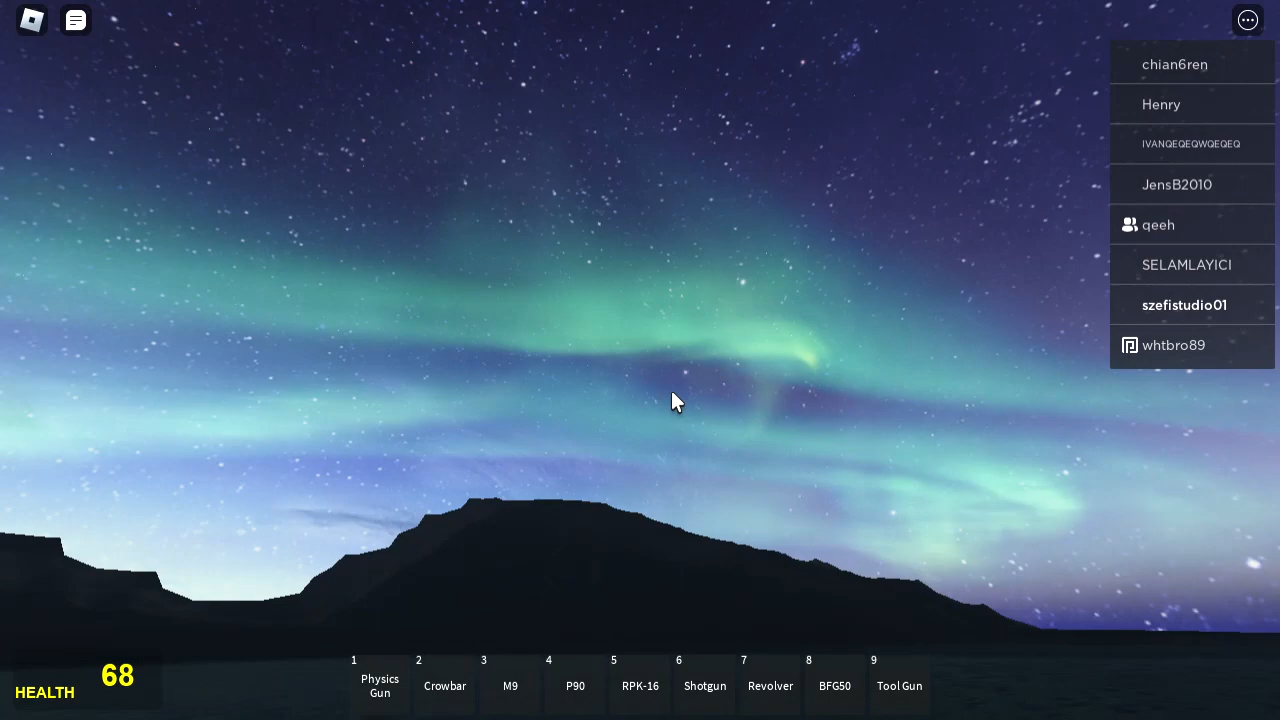 chian6ren
Henry
IVANQEQEQWQEQEQ
JensB2010
qeeh
SELAMLAYICI
szefistudio01
whtbro89
HEALTH 68
1 Physics Gun
2 Crowbar
3 M9
4 P90
5 RPK-16
6 Shotgun
7 Revolver
8 BFG50
9 Tool Gun